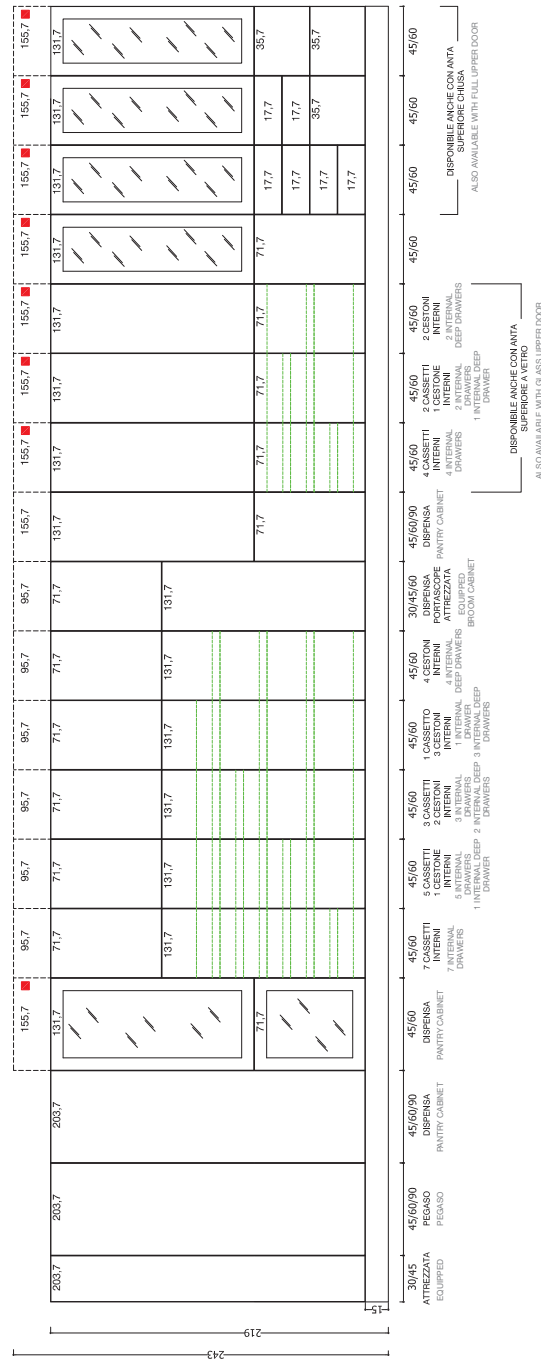 243
219
15
155,7 95,7 95,7 95,7 95,7 95,7 95,7 155,7 155,7 155,7 155,7 155,7 155,7 155,7 155,7
203,7 203,7 203,7 131,7 71,7 71,7 71,7 71,7 71,7 71,7 131,7 131,7 131,7 131,7 131,7 131,7 131,7 131,7
131,7 131,7 131,7 131,7 131,7 131,7
71,7 71,7 71,7 71,7 71,7 71,7 17,7 17,7 35,7
17,7 17,7
17,7 35,7 35,7
17,7
30/45
ATTREZZATA
EQUIPPED
45/60/90
PEGASO
PEGASO
45/60/90
DISPENSA
PANTRY CABINET
45/60
DISPENSA
PANTRY CABINET
45/60
7 CASSETTI
INTERNI
7 INTERNAL
DRAWERS
45/60
5 CASSETTI
1 CESTONE
INTERNI
5 INTERNAL
DRAWERS
1 INTERNAL DEEP
DRAWER
45/60
3 CASSETTI
2 CESTONI
INTERNI
3 INTERNAL
DRAWERS
2 INTERNAL DEEP
DRAWERS
45/60
1 CASSETTO
3 CESTONI
INTERNI
1 INTERNAL
DRAWER
3 INTERNAL DEEP
DRAWERS
45/60
4 CESTONI
INTERNI
4 INTERNAL
DEEP DRAWERS
30/45/60
DISPENSA
PORTASCOPE
ATTREZZATA
EQUIPPED
BROOM CABINET
45/60/90
DISPENSA
PANTRY CABINET
45/60
4 CASSETTI
INTERNI
4 INTERNAL
DRAWERS
45/60
2 CASSETTI
1 CESTONE
INTERNI
2 INTERNAL
DRAWERS
1 INTERNAL DEEP
DRAWER
45/60
2 CESTONI
INTERNI
2 INTERNAL
DEEP DRAWERS
DISPONIBILE ANCHE CON ANTA
SUPERIORE A VETRO
ALSO AVAILABLE WITH GLASS UPPER DOOR
45/60
45/60
45/60
45/60
DISPONIBILE ANCHE CON ANTA
SUPERIORE CHIUSA
ALSO AVAILABLE WITH FULL UPPER DOOR